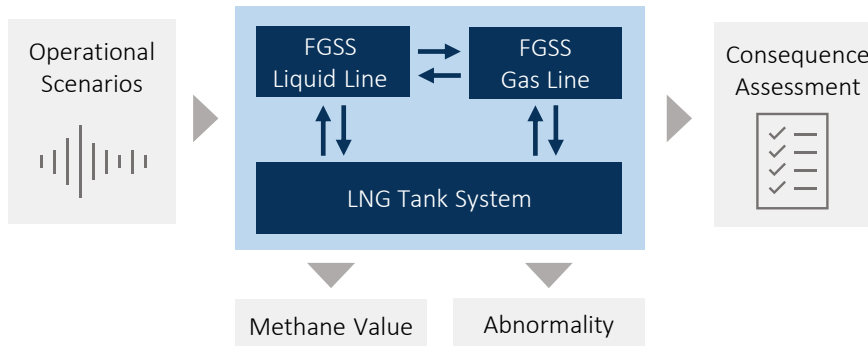 Operational
Scenarios
FGSS
Liquid Line
FGSS
Gas Line
LNG Tank System
Consequence
Assessment
Methane Value
Abnormality